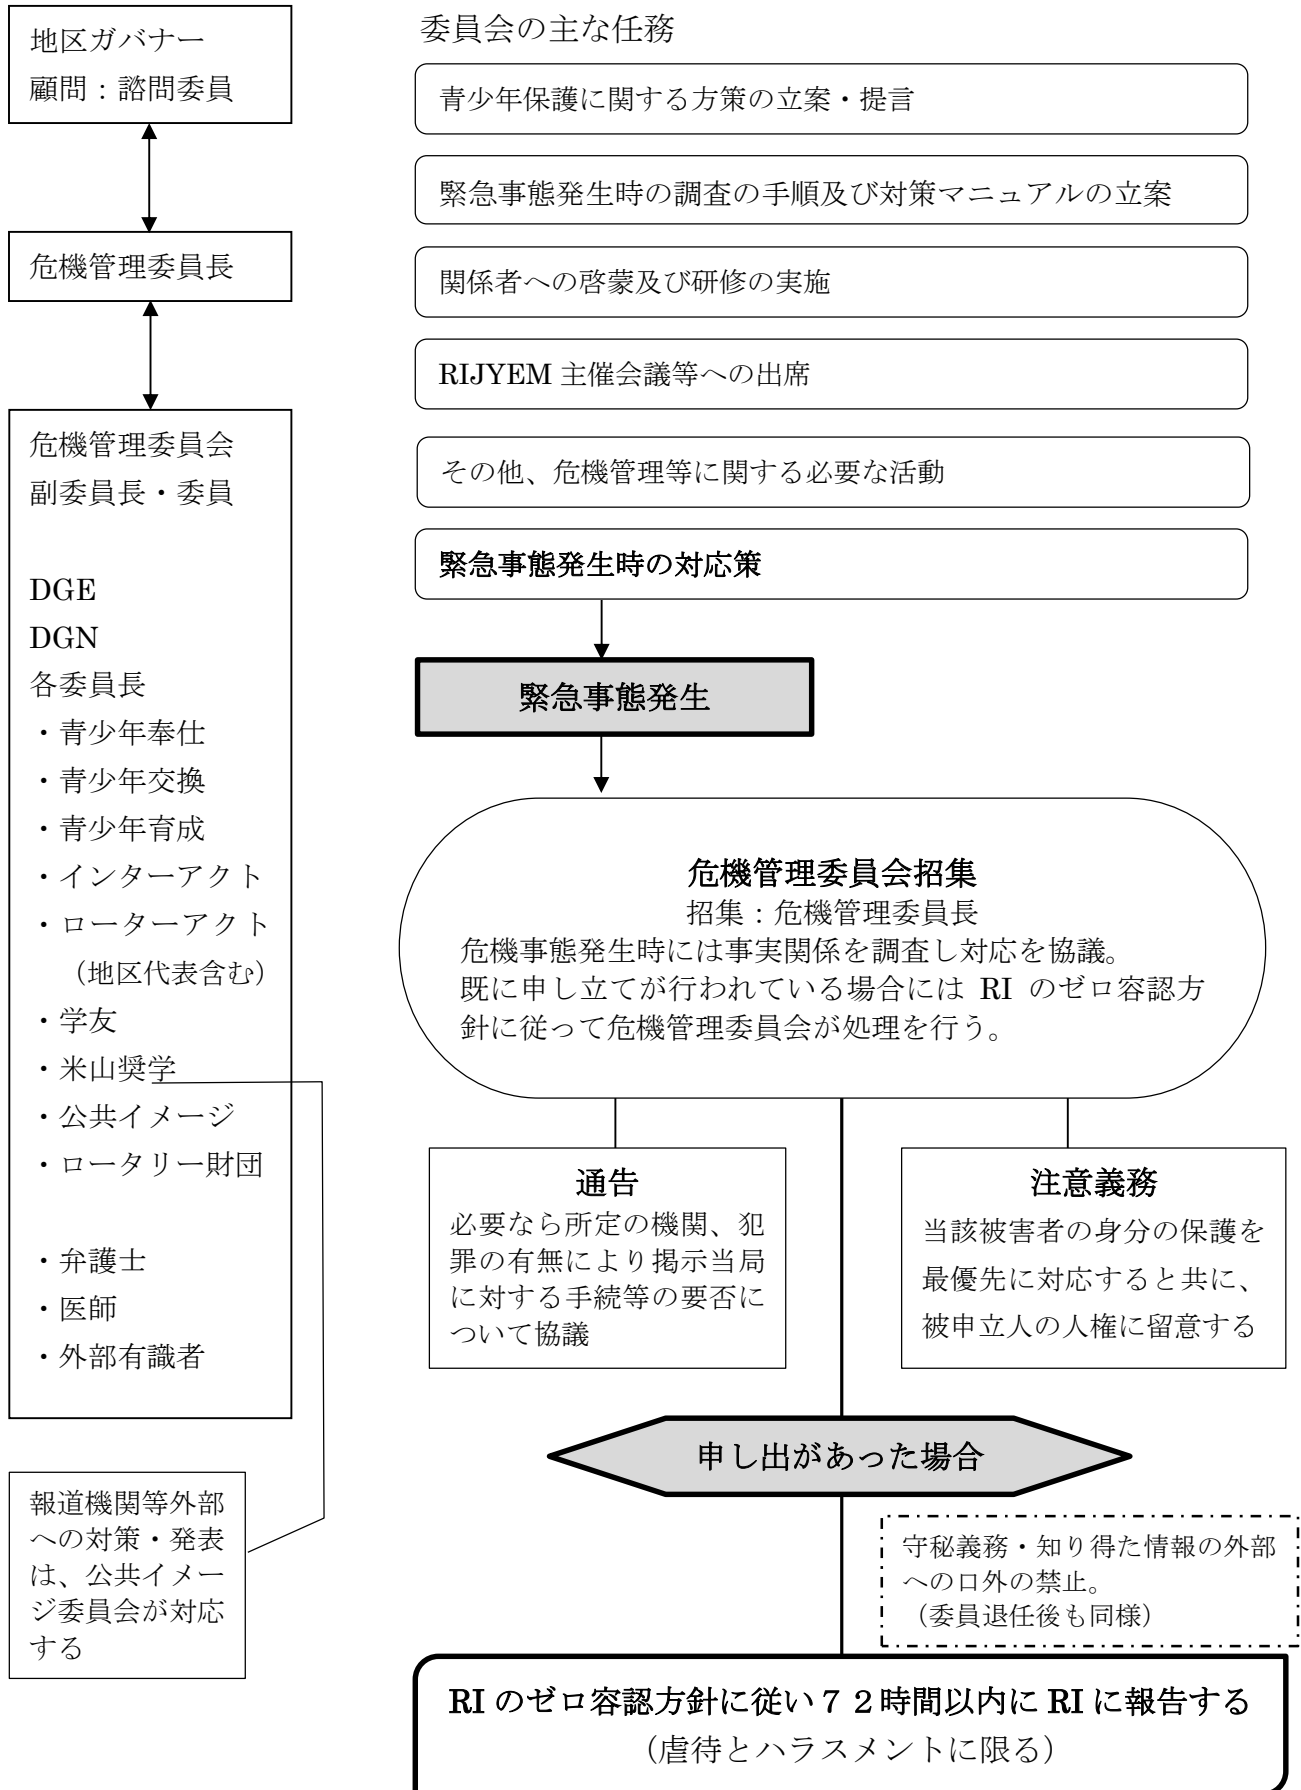 地区ガバナー
顧問：諮問委員
危機管理委員長
危機管理委員会
副委員長・委員
DGE
DGN
各委員長
・青少年奉仕
・青少年交換
・青少年育成
・インターアクト
・ローターアクト
（地区代表含む）
・学友
・米山奨学
・公共イメージ
・ロータリー財団
・弁護士
・医師
・外部有識者
報道機関等外部
への対策・発表
は、公共イメー
ジ委員会が対応
する
委員会の主な任務
青少年保護に関する方策の立案・提言
緊急事態発生時の調査の手順及び対策マニュアルの立案
関係者への啓蒙及び研修の実施
RIJYEM 主催会議等への出席
その他、危機管理等に関する必要な活動
緊急事態発生時の対応策
緊急事態発生
危機管理委員会招集
招集：危機管理委員長
危機事態発生時には事実関係を調査し対応を協議。
既に申し立てが行われている場合には RI のゼロ容認方
針に従って危機管理委員会が処理を行う。
通告
必要なら所定の機関、犯
罪の有無により掲示当局
に対する手続等の要否に
ついて協議
注意義務
当該被害者の身分の保護を
最優先に対応すると共に、
被申立人の人権に留意する
申し出があった場合
守秘義務・知り得た情報の外部
への口外の禁止。
（委員退任後も同様）
RI のゼロ容認方針に従い７２時間以内に RI に報告する
（虐待とハラスメントに限る）